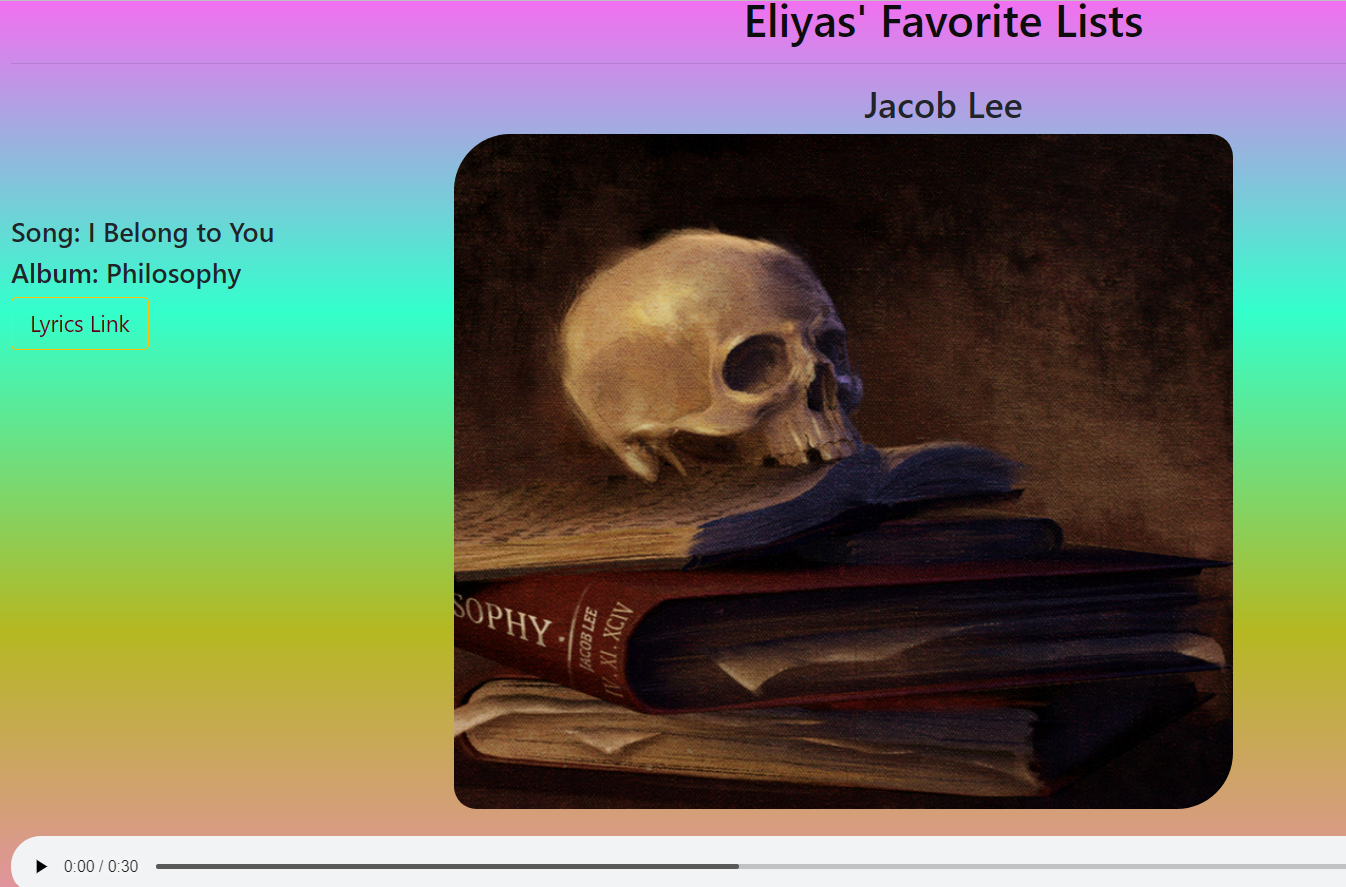 Eliyas' Favorite Lists
Jacob Lee
Song: I Belong to You
Album: Philosophy
Lyrics Link
SOPHY ·
JACOB LEE
IV. XI. XCIV
0:00 / 0:30